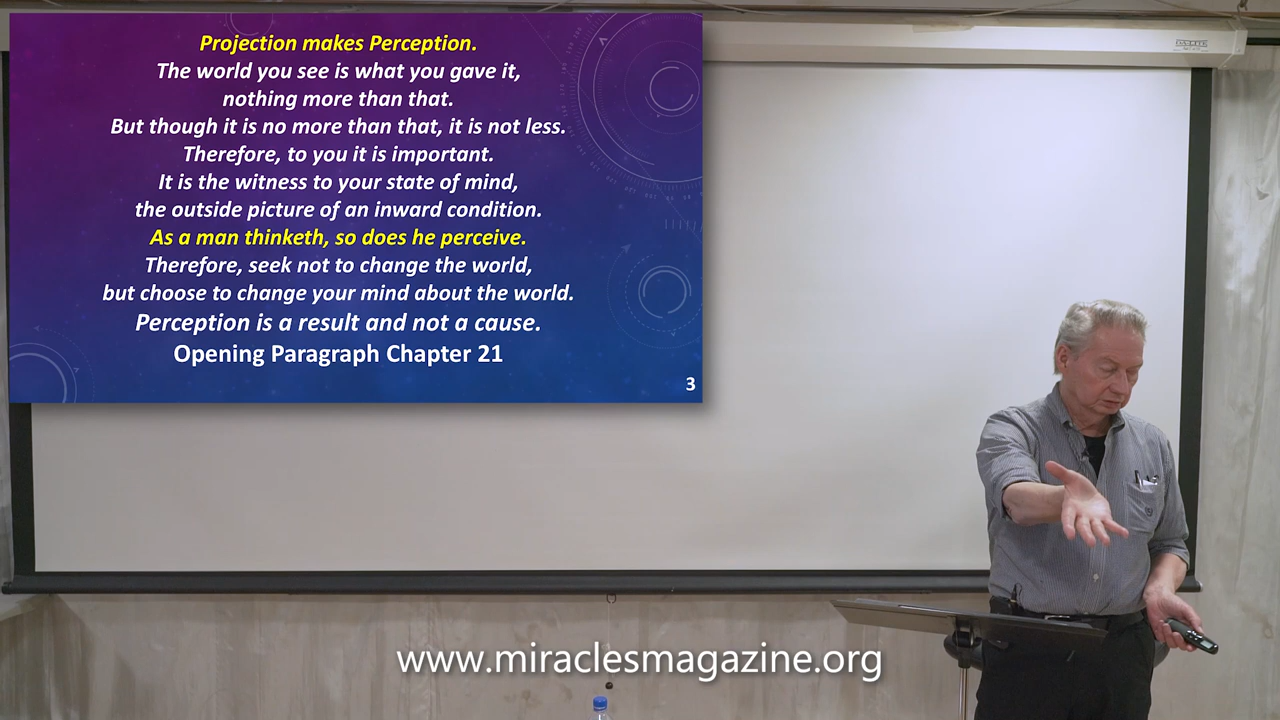 Projection makes Perception.
The world you see is what you gave it,
nothing more than that.
But though it is no more than that, it is not less.
Therefore, to you it is important.
It is the witness to your state of mind,
the outside picture of an inward condition.
As a man thinketh, so does he perceive.
Therefore, seek not to change the world,
but choose to change your mind about the world.
Perception is a result and not a cause.
Opening Paragraph Chapter 21
3
www.miraclesmagazine.org